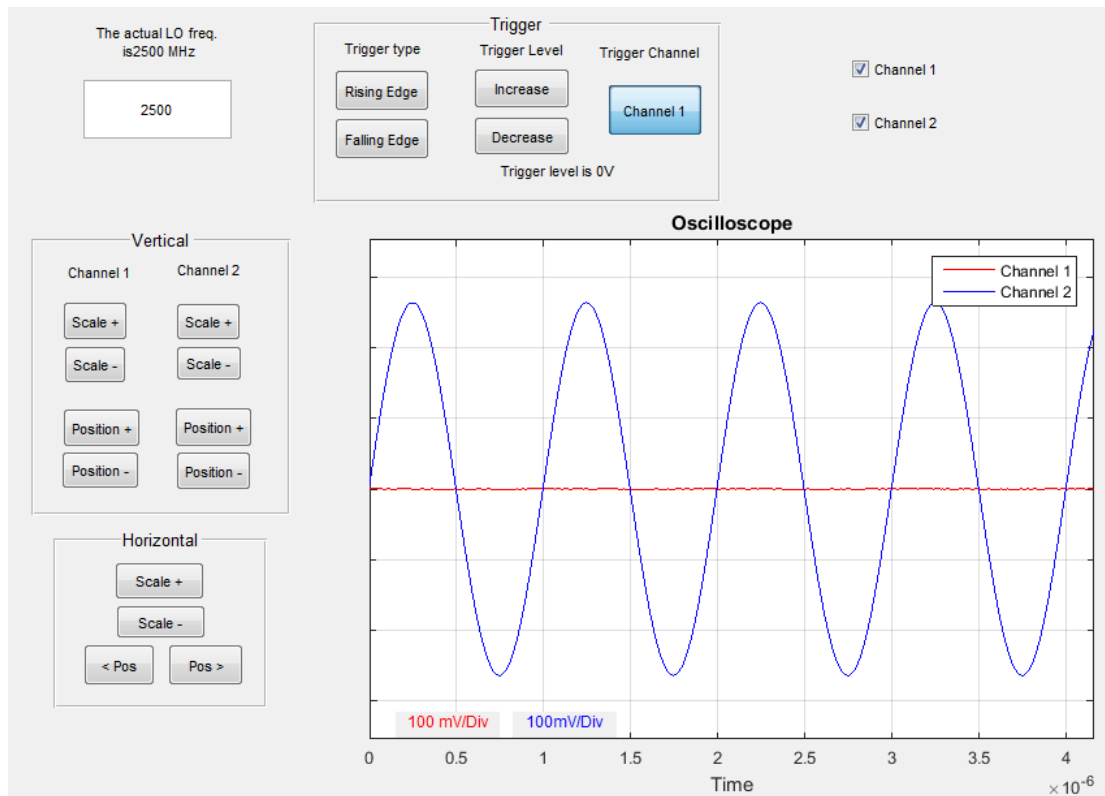 The actual LO freq.
is2500 MHz
2500
Trigger
Trigger type
Trigger Level
Trigger Channel
Rising Edge
Increase
Channel 1
Falling Edge
Decrease
Trigger level is 0V
Channel 1
Channel 2
Vertical
Channel 1
Channel 2
Scale +
Scale +
Scale -
Scale -
Position +
Position +
Position -
Position -
Horizontal
Scale +
Scale -
< Pos
Pos >
Oscilloscope
Channel 1
Channel 2
100 mV/Div
100mV/Div
0
0.5
1
1.5
2
2.5
3
3.5
4
Time
×10⁻⁶